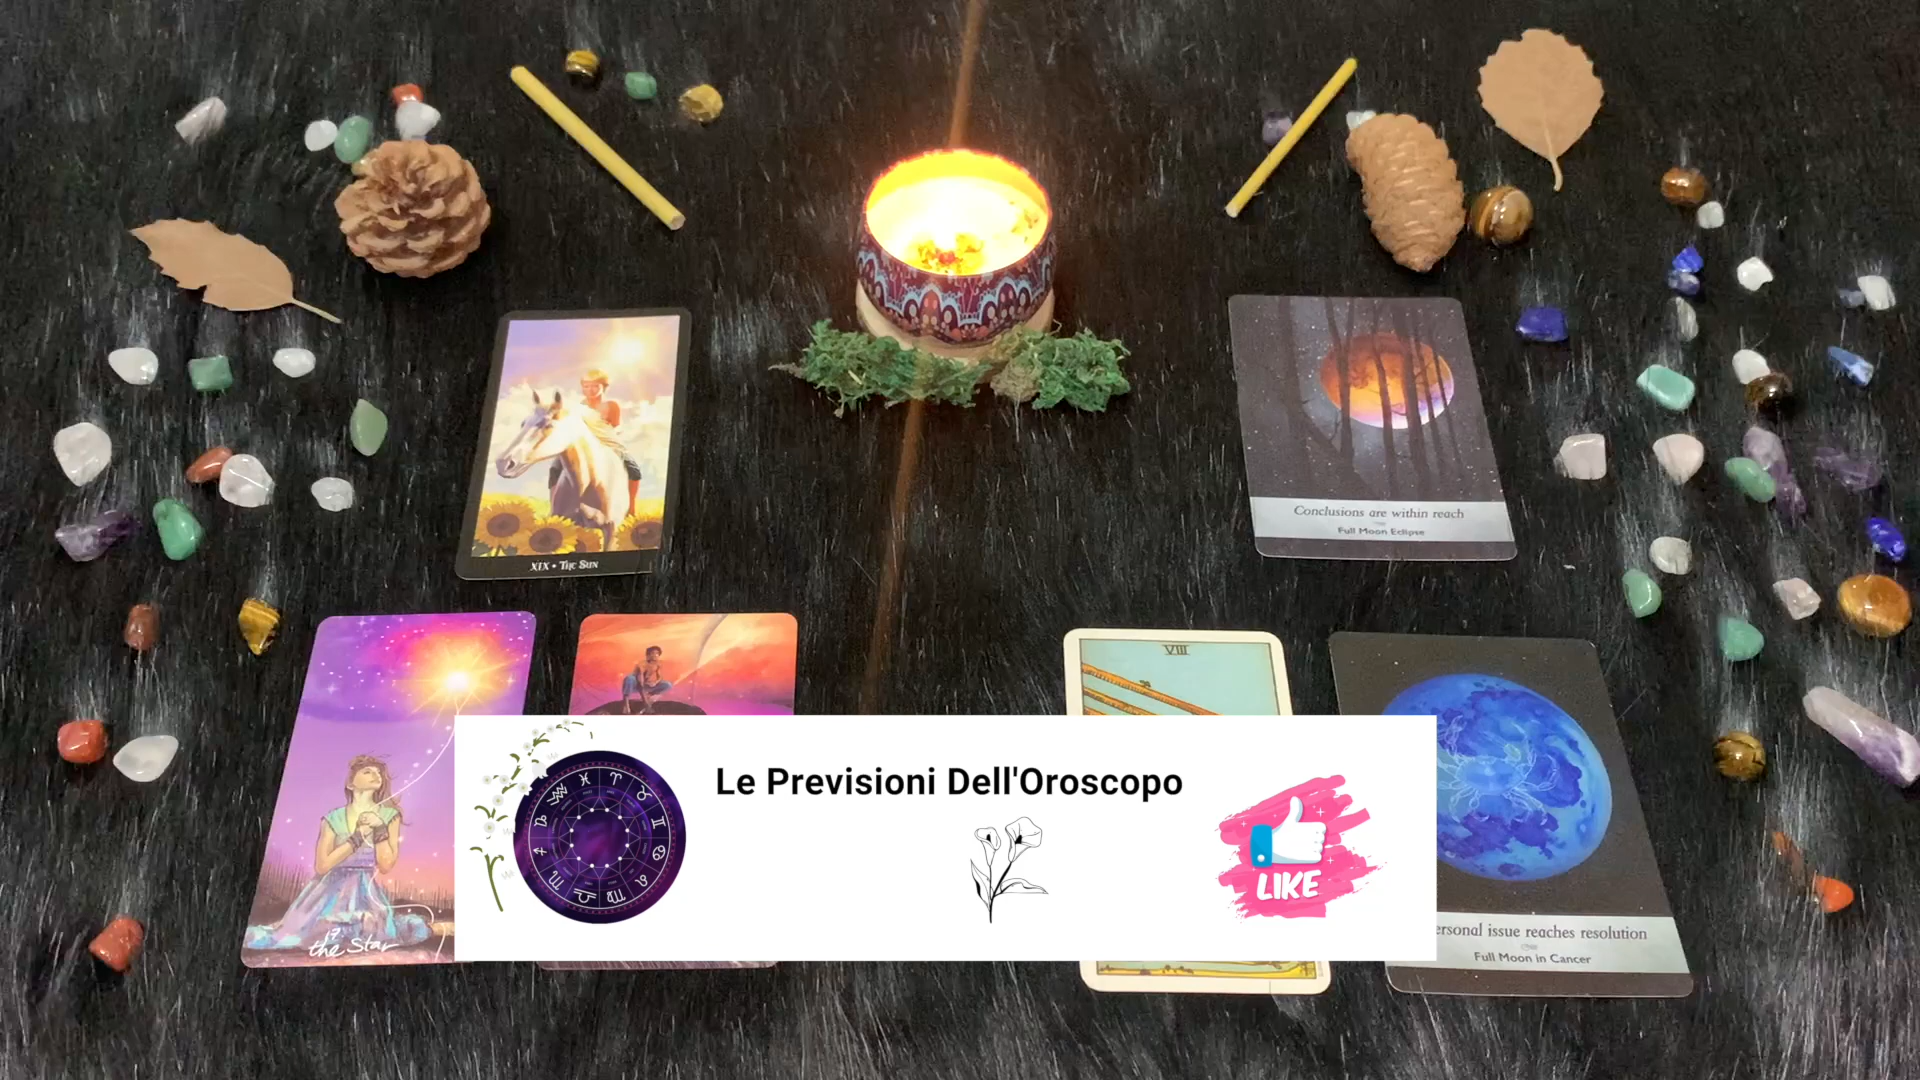 XIX • The Sun
Conclusions are within reach
Full Moon Eclipse
VIII
Le Previsioni Dell'Oroscopo
LIKE
17.
the Star
ersonal issue reaches resolution
Full Moon in Cancer